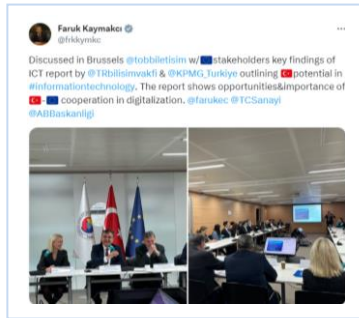 Faruk Kaymakcı
@frkkymkc
Discussed in Brussels @tobbiletisim w/🇪🇺stakeholders key findings of
ICT report by @TRbilisimvakfi & @KPMG_Turkiye outlining 🇹🇷potential in
#informationtechnology. The report shows opportunities&importance of
🇹🇷-🇪🇺 cooperation in digitalization. @farukec @TCSanayi
@ABBaskanligi